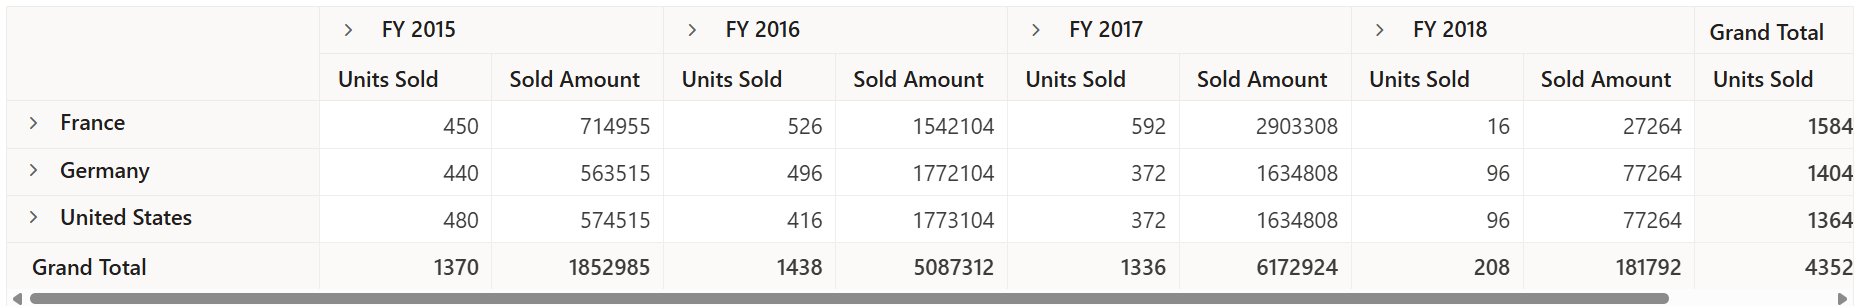 FY 2015 FY 2016 FY 2017 FY 2018 Grand Total
Units Sold Sold Amount Units Sold Sold Amount Units Sold Sold Amount Units Sold Sold Amount Units Sold
France 450 714955 526 1542104 592 2903308 16 27264 1584
Germany 440 563515 496 1772104 372 1634808 96 77264 1404
United States 480 574515 416 1773104 372 1634808 96 77264 1364
Grand Total 1370 1852985 1438 5087312 1336 6172924 208 181792 4352